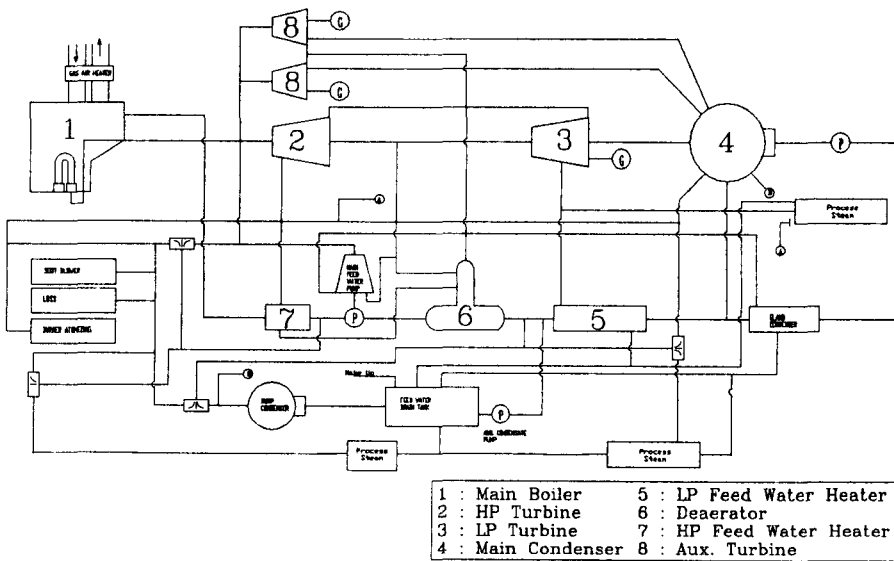 8
G
GAS AIR HEATER
8
G
1
2
3
4
P
G
A
B
Process
Steam
A
SOOT BLOWER
LOSS
BURNER ATOMIZING
MAIN
FEED
WATER
PUMP
7
P
6
5
GLAND
CONDENSER
B
Make Up
DUMP
CONDENSER
FEED WATER
DRAIN TANK
P
AUX. CONDENSATE
PUMP
Process
Steam
Process
Steam
1 : Main Boiler
2 : HP Turbine
3 : LP Turbine
4 : Main Condenser
5 : LP Feed Water Heater
6 : Deaerator
7 : HP Feed Water Heater
8 : Aux. Turbine